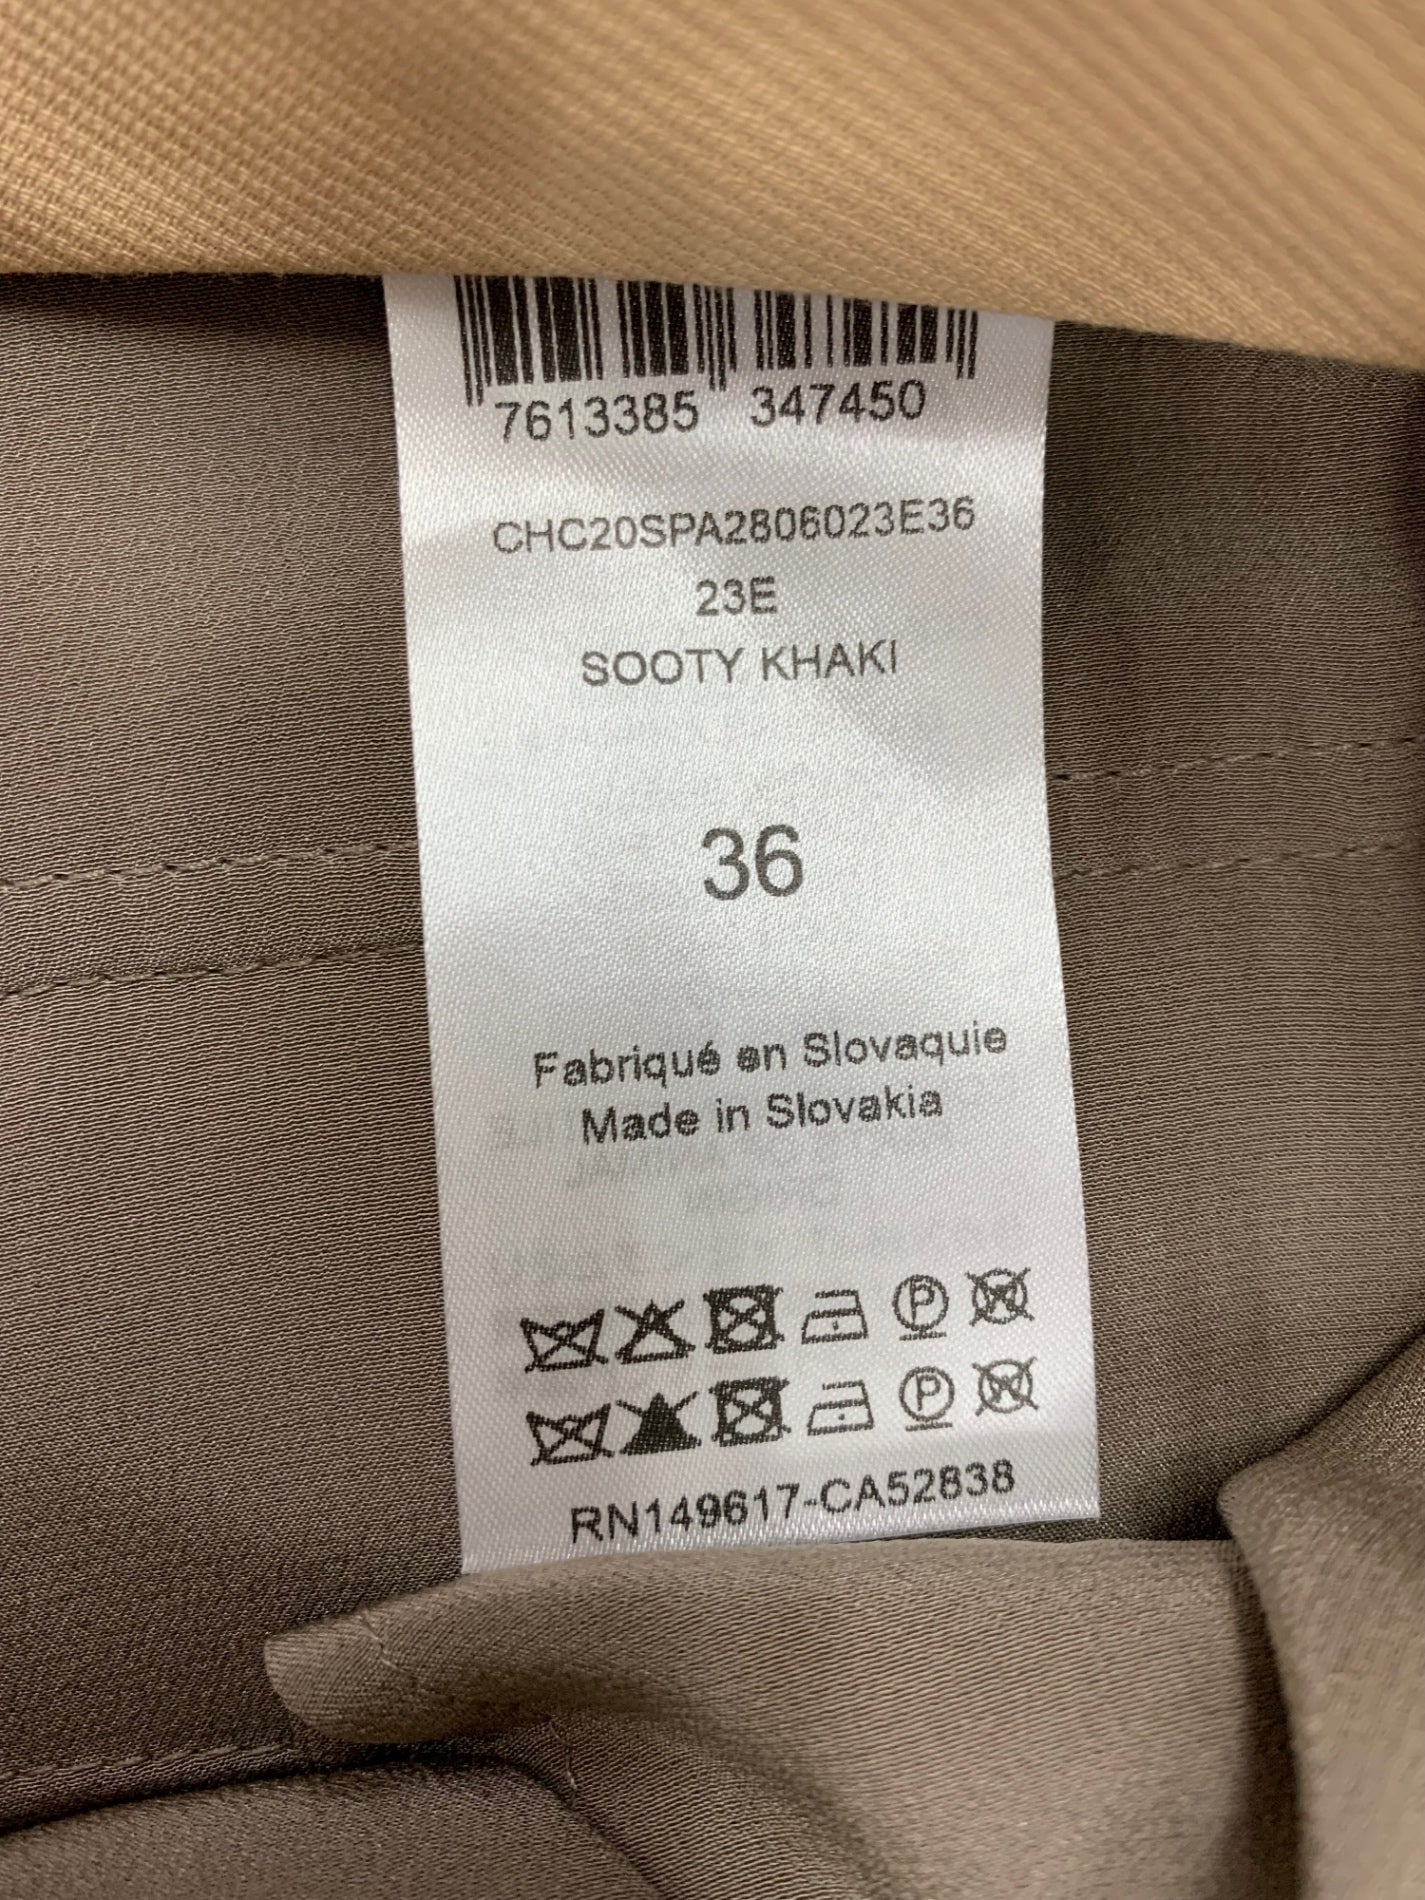 7613385 347450
CHC20SPA2806023E36
23E
SOOTY KHAKI
36
Fabriqué en Slovaquie
Made in Slovakia
P
P
RN149617-CA52838